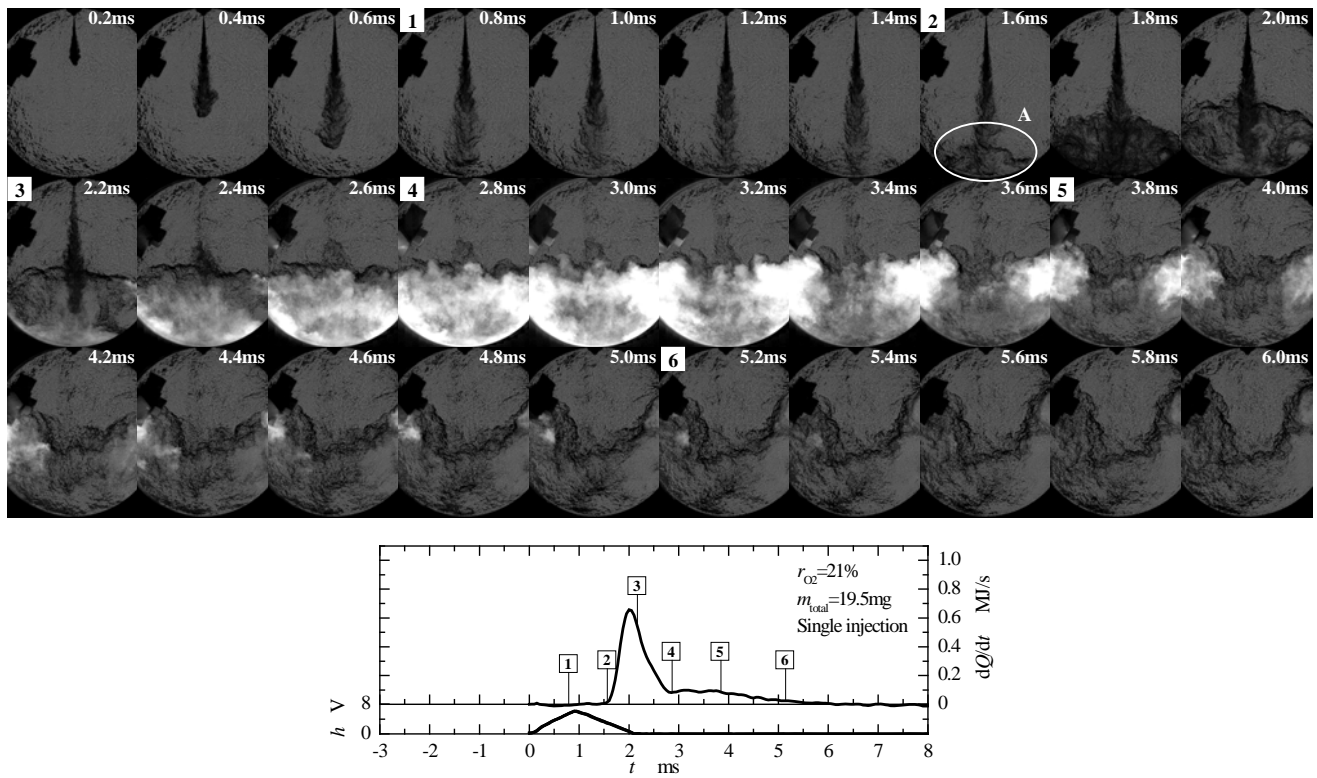 0.2ms 0.4ms 0.6ms 1 0.8ms 1.0ms 1.2ms 1.4ms 2 1.6ms 1.8ms 2.0ms
A
3 2.2ms 2.4ms 2.6ms 4 2.8ms 3.0ms 3.2ms 3.4ms 3.6ms 5 3.8ms 4.0ms
4.2ms 4.4ms 4.6ms 4.8ms 5.0ms 6 5.2ms 5.4ms 5.6ms 5.8ms 6.0ms
rO2=21%
mtotal=19.5mg
Single injection
1 2 3 4 5 6
1.0
0.8
0.6
0.4
0.2
0
dQ/dt MJ/s
8
0
h V
-3 -2 -1 0 1 2 3 4 5 6 7 8
t ms